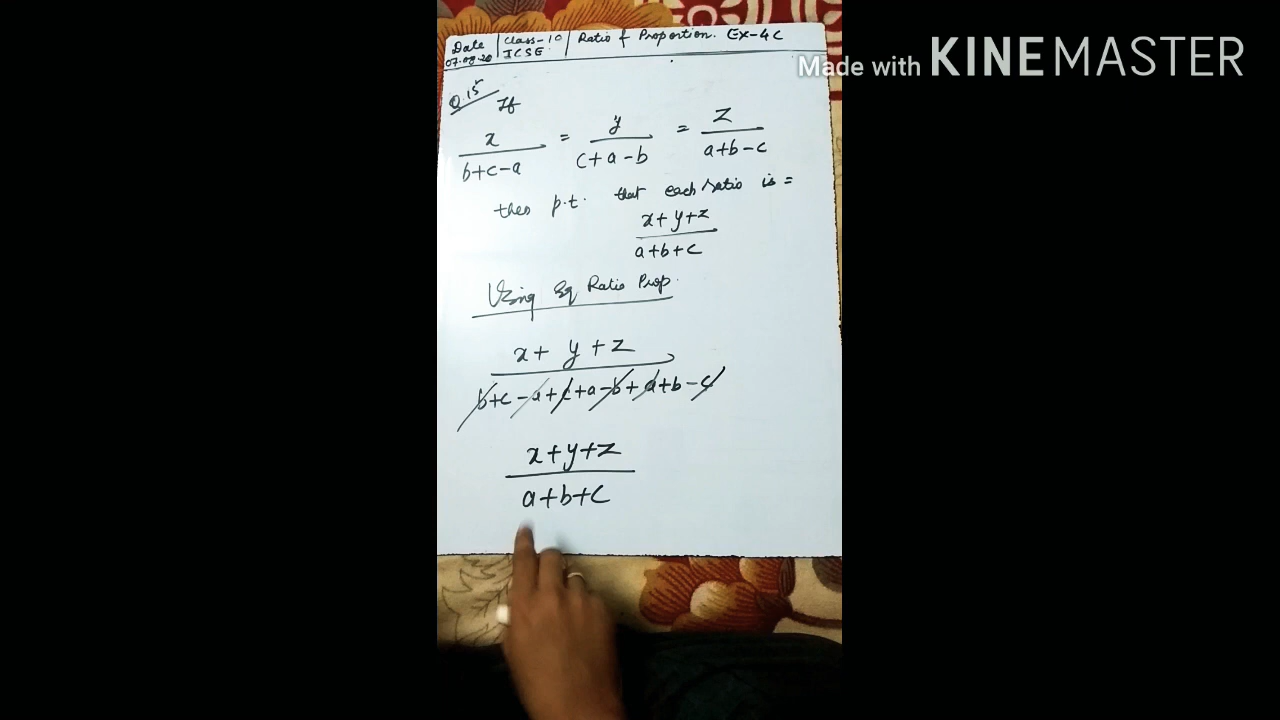 Made with KINEMASTER
Date 07.08.20 | Class-10 ICSE | Ratio & Proportion. Ex-4C
Q.15 If
x/(b+c-a) = y/(c+a-b) = z/(a+b-c)
then p.t. that each ratio is =
(x+y+z)/(a+b+c)
Using Eq Ratio Prop.
x+ y +z
b+c-a+c+a-b+a+b-c
x+y+z
a+b+c